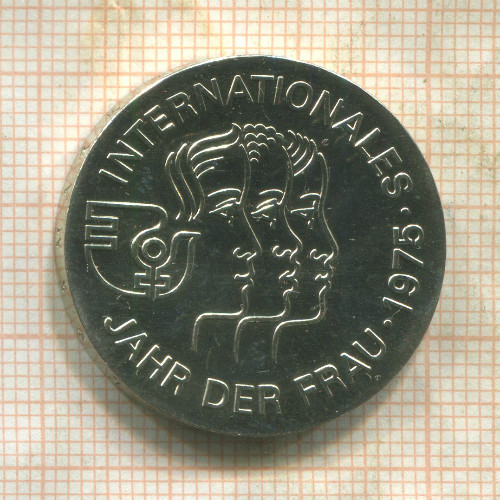 INTERNATIONALES · 1975 ·
JAHR DER FRAU